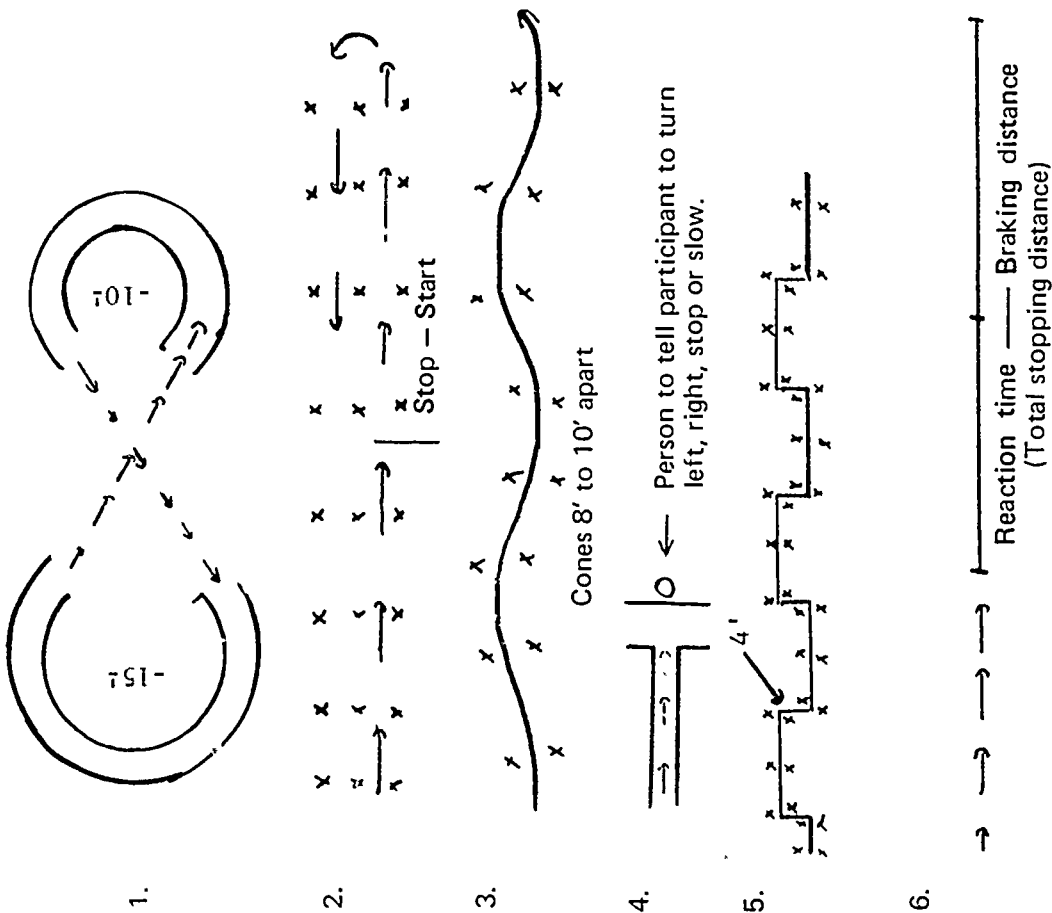 1.
-15'-
-10'-
2.
Stop – Start
3.
Cones 8' to 10' apart
4.
Person to tell participant to turn
left, right, stop or slow.
5.
4'
6.
Reaction time —— Braking distance
(Total stopping distance)